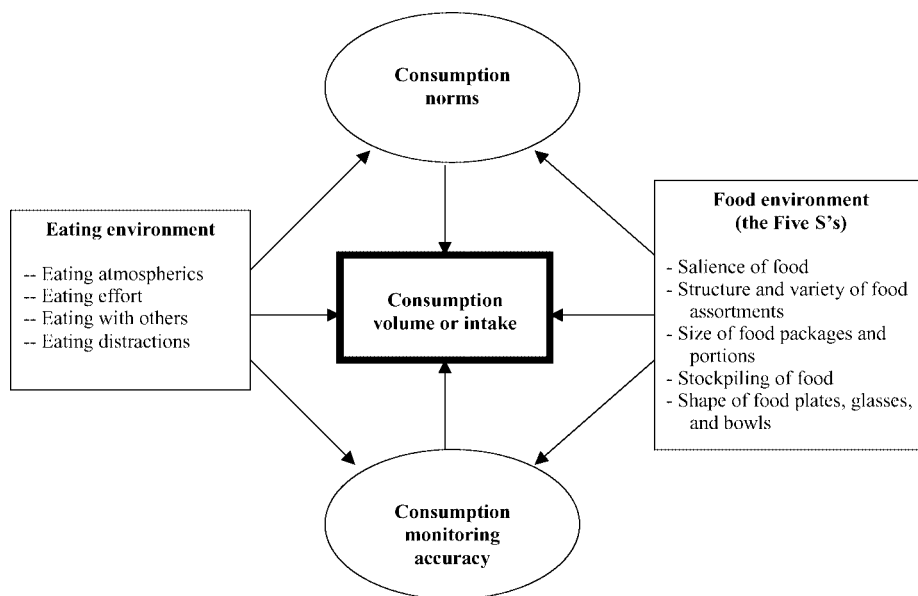 Consumption
norms
Eating environment
-- Eating atmospherics
-- Eating effort
-- Eating with others
-- Eating distractions
Consumption
volume or intake
Food environment
(the Five S's)
- Salience of food
- Structure and variety of food
assortments
- Size of food packages and
portions
- Stockpiling of food
- Shape of food plates, glasses,
and bowls
Consumption
monitoring
accuracy